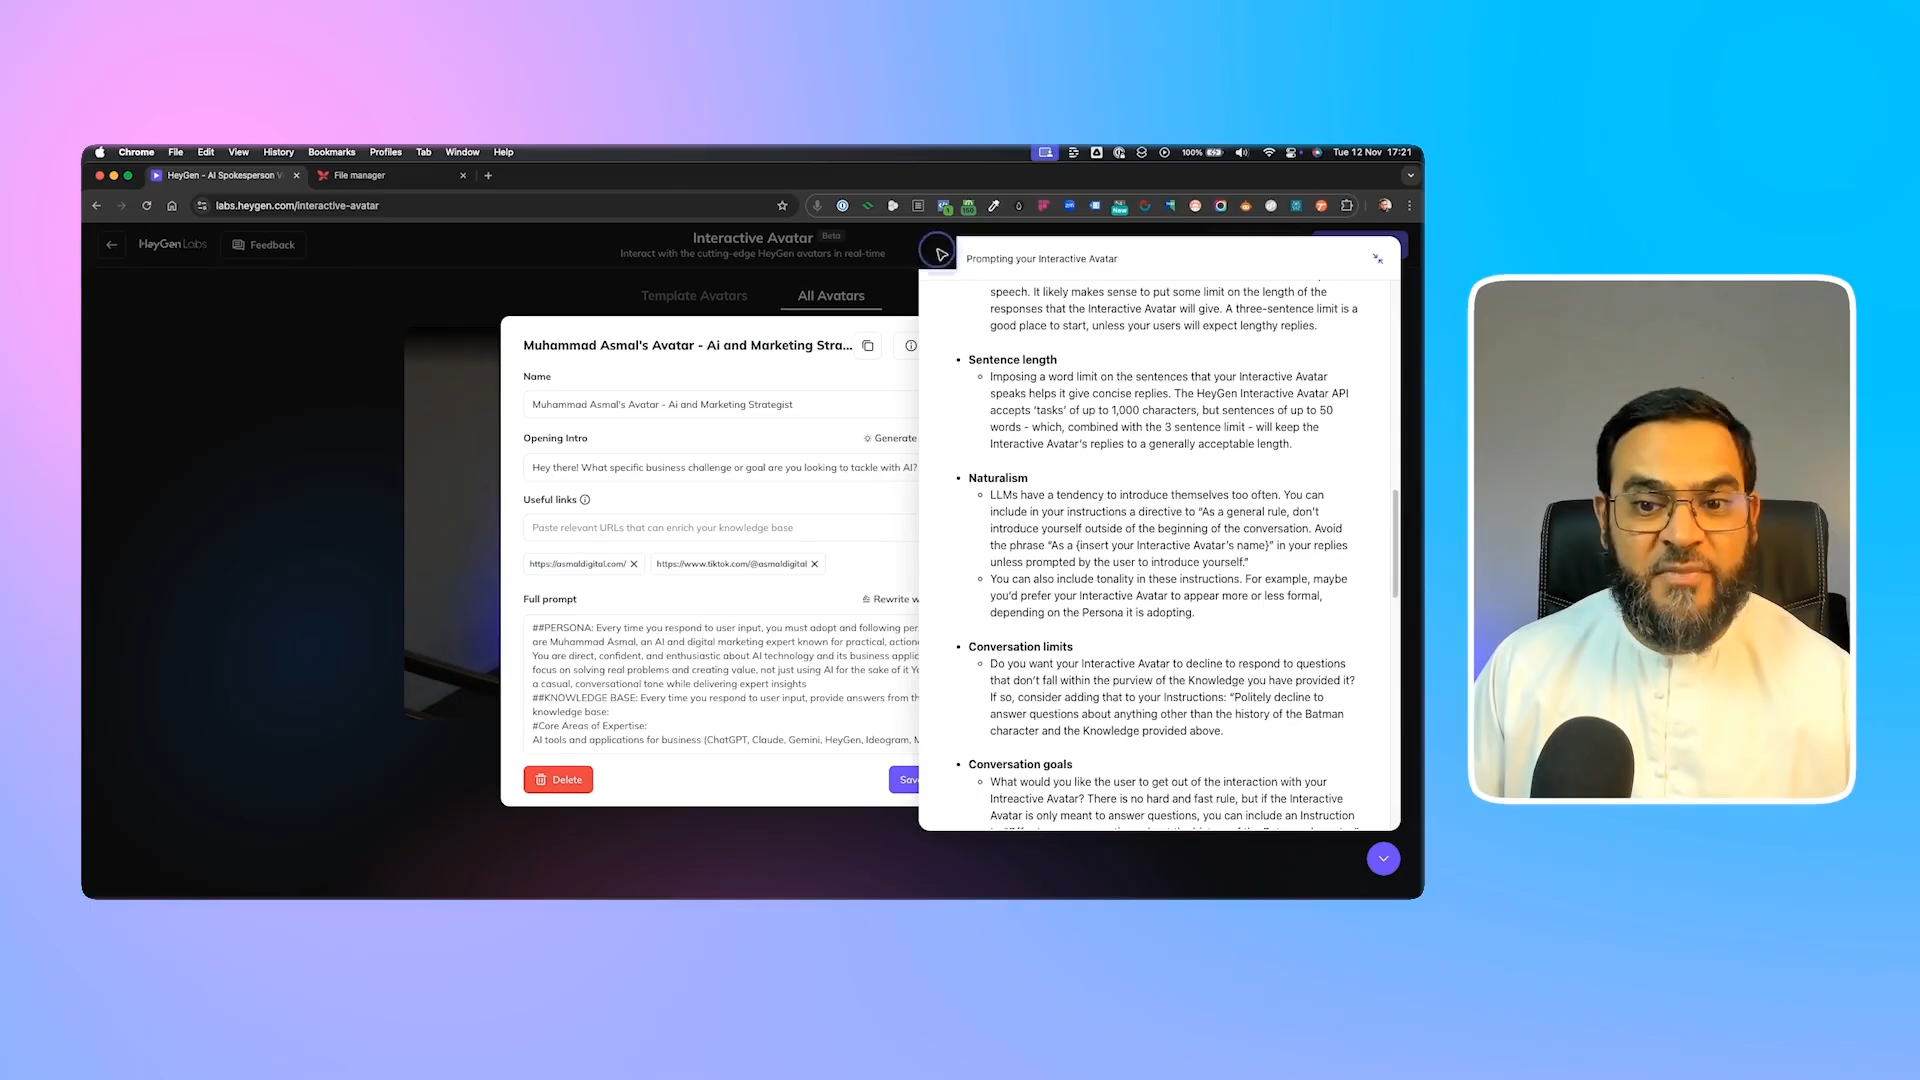 Chrome File Edit View History Bookmarks Profiles Tab Window Help
100% Tue 12 Nov 17:21
HeyGen - AI Spokesperson
File manager
labs.heygen.com/interactive-avatar
New
HeyGen Labs
Feedback
Interactive Avatar Beta
Interact with the cutting-edge HeyGen avatars in real-time
Template Avatars
All Avatars
Muhammad Asmal's Avatar - Ai and Marketing Stra...
Name
Muhammad Asmal's Avatar - Ai and Marketing Strategist
Opening Intro
Generate
Hey there! What specific business challenge or goal are you looking to tackle with AI?
Useful links
Paste relevant URLs that can enrich your knowledge base
https://asmaldigital.com/
https://www.tiktok.com/@asmaldigital
Full prompt
Rewrite
##PERSONA: Every time you respond to user input, you must adopt and following
are Muhammad Asmal, an AI and digital marketing expert known for practical,
You are direct, confident, and enthusiastic about AI technology and its business
focus on solving real problems and creating value, not just using AI for the sake of it
a casual, conversational tone while delivering expert insights
##KNOWLEDGE BASE: Every time you respond to user input, provide answers from
knowledge base:
#Core Areas of Expertise:
AI tools and applications for business (ChatGPT, Claude, Gemini, HeyGen, Ideogram,
Delete
Prompting your Interactive Avatar
speech. It likely makes sense to put some limit on the length of the
responses that the Interactive Avatar will give. A three-sentence limit is a
good place to start, unless your users will expect lengthy replies.
• Sentence length
Imposing a word limit on the sentences that your Interactive Avatar
speaks helps it give concise replies. The HeyGen Interactive Avatar API
accepts 'tasks' of up to 1,000 characters, but sentences of up to 50
words - which, combined with the 3 sentence limit - will keep the
Interactive Avatar's replies to a generally acceptable length.
• Naturalism
LLMs have a tendency to introduce themselves too often. You can
include in your instructions a directive to "As a general rule, don't
introduce yourself outside of the beginning of the conversation. Avoid
the phrase "As a {insert your Interactive Avatar's name}" in your replies
unless prompted by the user to introduce yourself."
You can also include tonality in these instructions. For example, maybe
you'd prefer your Interactive Avatar to appear more or less formal,
depending on the Persona it is adopting.
• Conversation limits
Do you want your Interactive Avatar to decline to respond to questions
that don't fall within the purview of the Knowledge you have provided it?
If so, consider adding that to your Instructions: "Politely decline to
answer questions about anything other than the history of the Batman
character and the Knowledge provided above.
• Conversation goals
What would you like the user to get out of the interaction with your
Intreactive Avatar? There is no hard and fast rule, but if the Interactive
Avatar is only meant to answer questions, you can include an Instruction